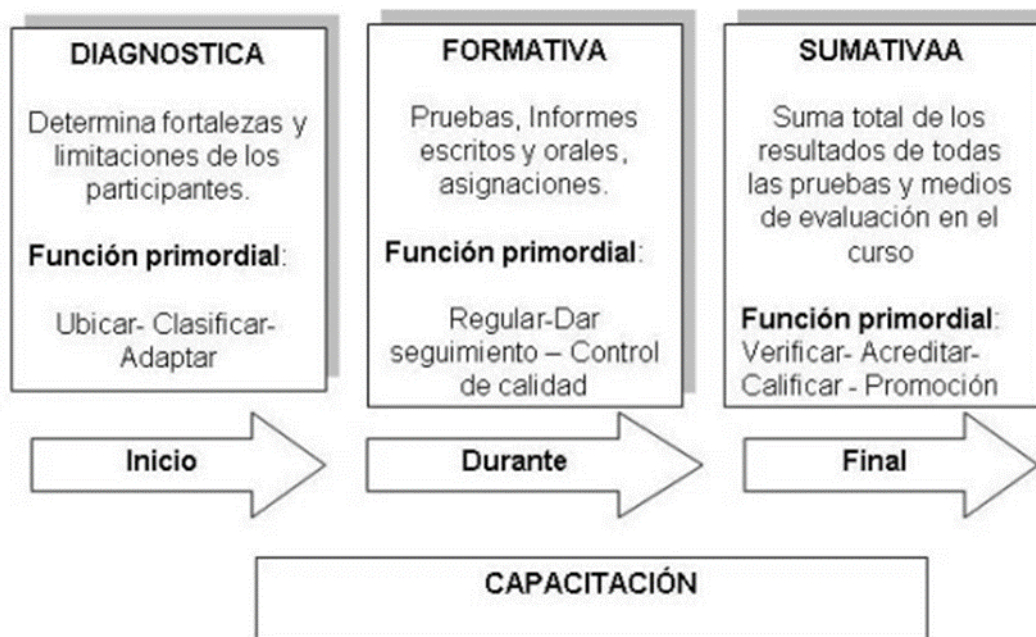 DIAGNOSTICA
Determina fortalezas y
limitaciones de los
participantes.
Función primordial:
Ubicar- Clasificar-
Adaptar
FORMATIVA
Pruebas, Informes
escritos y orales,
asignaciones.
Función primordial:
Regular-Dar
seguimiento – Control
de calidad
SUMATIVAA
Suma total de los
resultados de todas
las pruebas y medios
de evaluación en el
curso
Función primordial:
Verificar- Acreditar-
Calificar - Promoción
Inicio
Durante
Final
CAPACITACIÓN